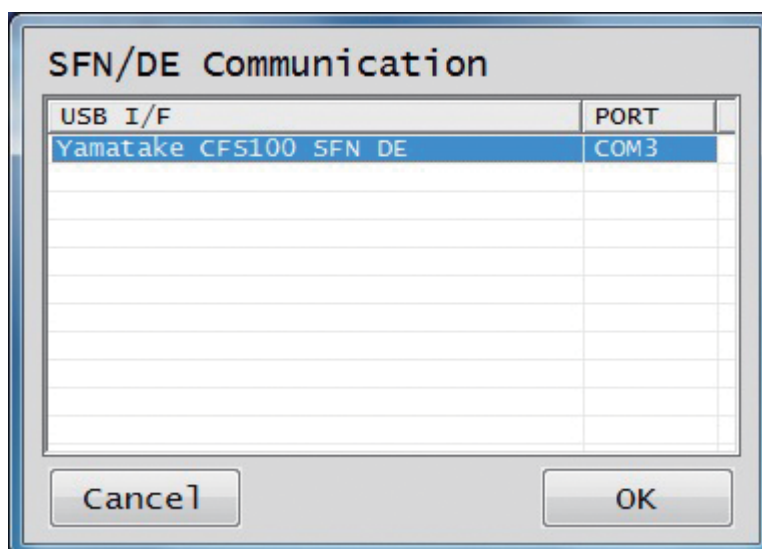 SFN/DE Communication
USB I/F PORT
Yamatake CFS100 SFN DE COM3
Cancel OK